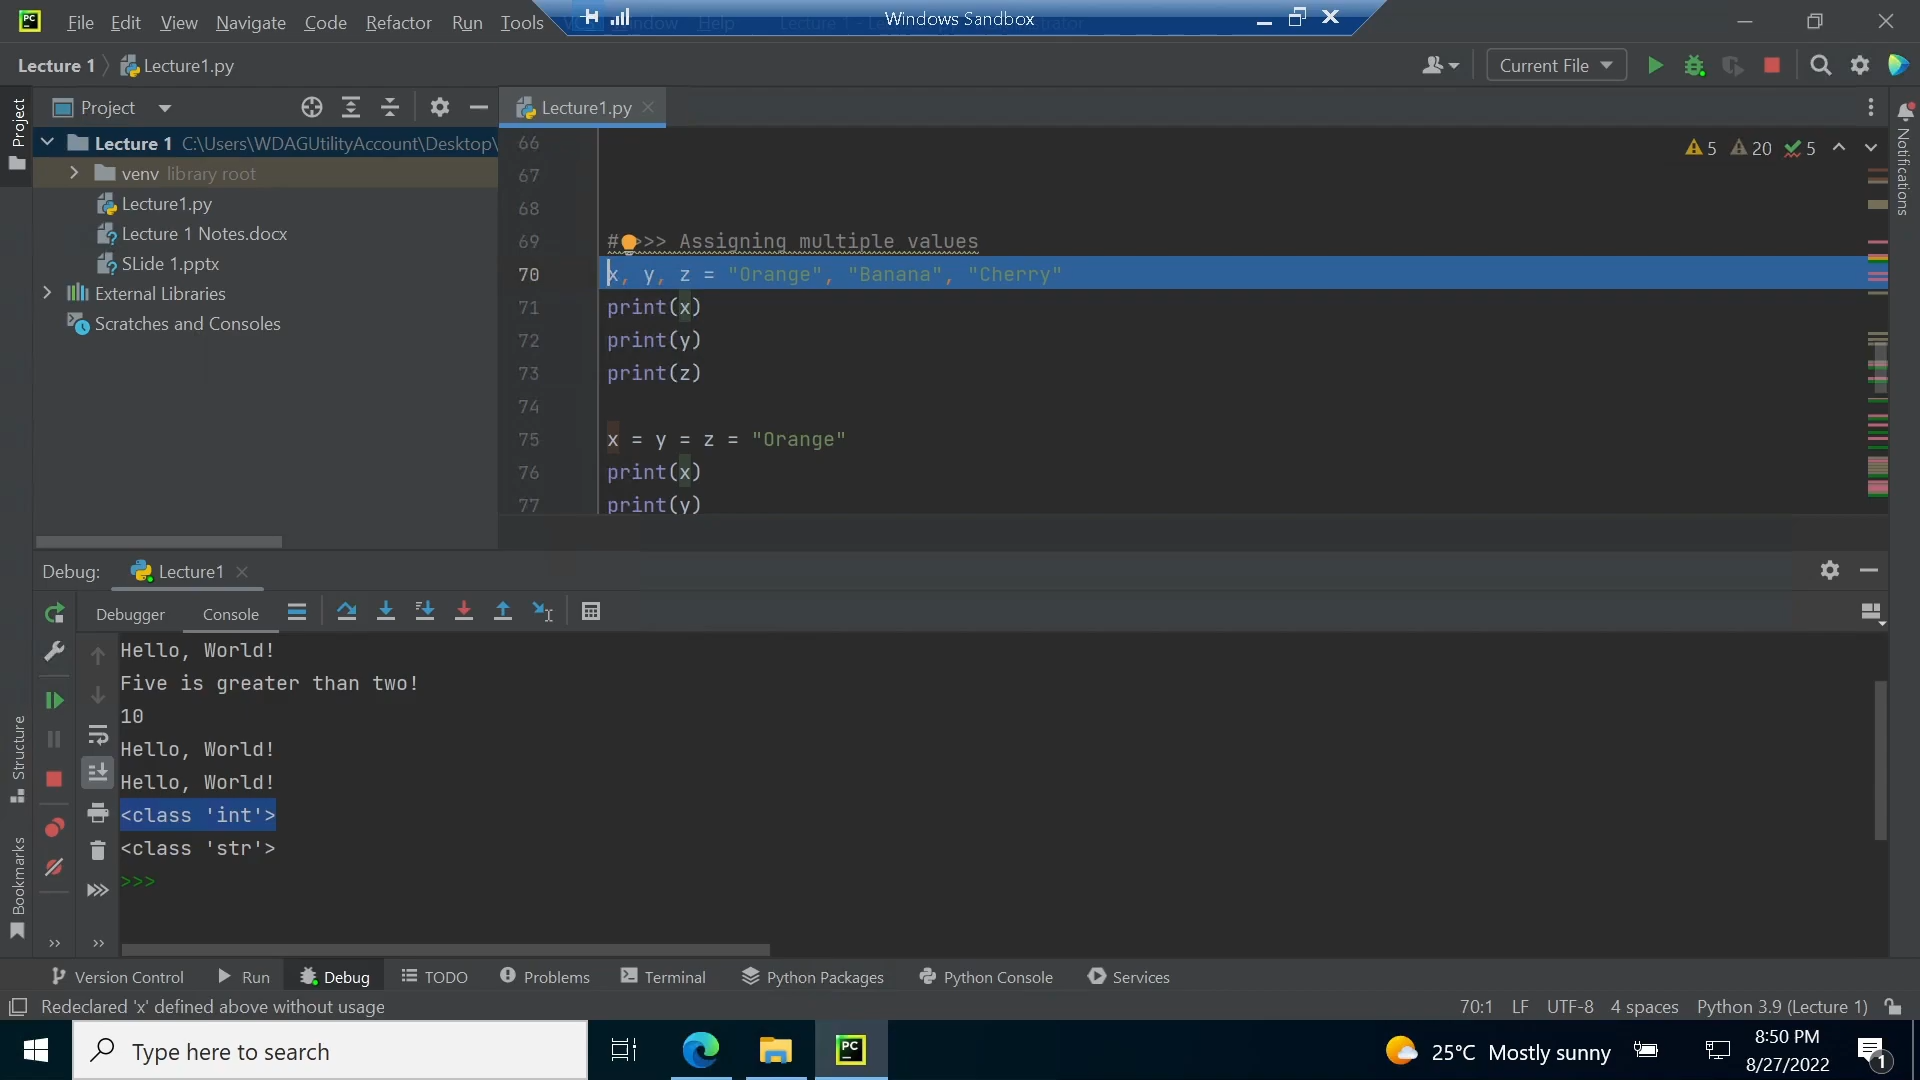 PC File Edit View Navigate Code Refactor Run Tools Windows Sandbox
Lecture 1 Lecture1.py Current File
Project
Project
Lecture1.py
Notifications
Lecture 1 C:\Users\WDAGUtilityAccount\Desktop\
venv library root
Lecture1.py
Lecture 1 Notes.docx
SLide 1.pptx
External Libraries
Scratches and Consoles
5 20 5
66
67
68
69 # >>> Assigning multiple values
70 x, y, z = "Orange", "Banana", "Cherry"
71 print(x)
72 print(y)
73 print(z)
74
75 x = y = z = "Orange"
76 print(x)
77 print(y)
Debug: Lecture1
Debugger Console
Hello, World!
Five is greater than two!
10
Hello, World!
Hello, World!
<class 'int'>
<class 'str'>
>>>
Structure
Bookmarks
Version Control Run Debug TODO Problems Terminal Python Packages Python Console Services
Redeclared 'x' defined above without usage 70:1 LF UTF-8 4 spaces Python 3.9 (Lecture 1)
Type here to search PC 25°C Mostly sunny 8:50 PM
8/27/2022 1